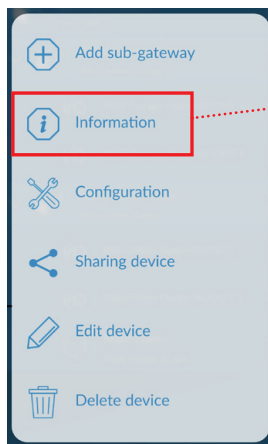 Add sub-gateway
Information
Configuration
Sharing device
Edit device
Delete device